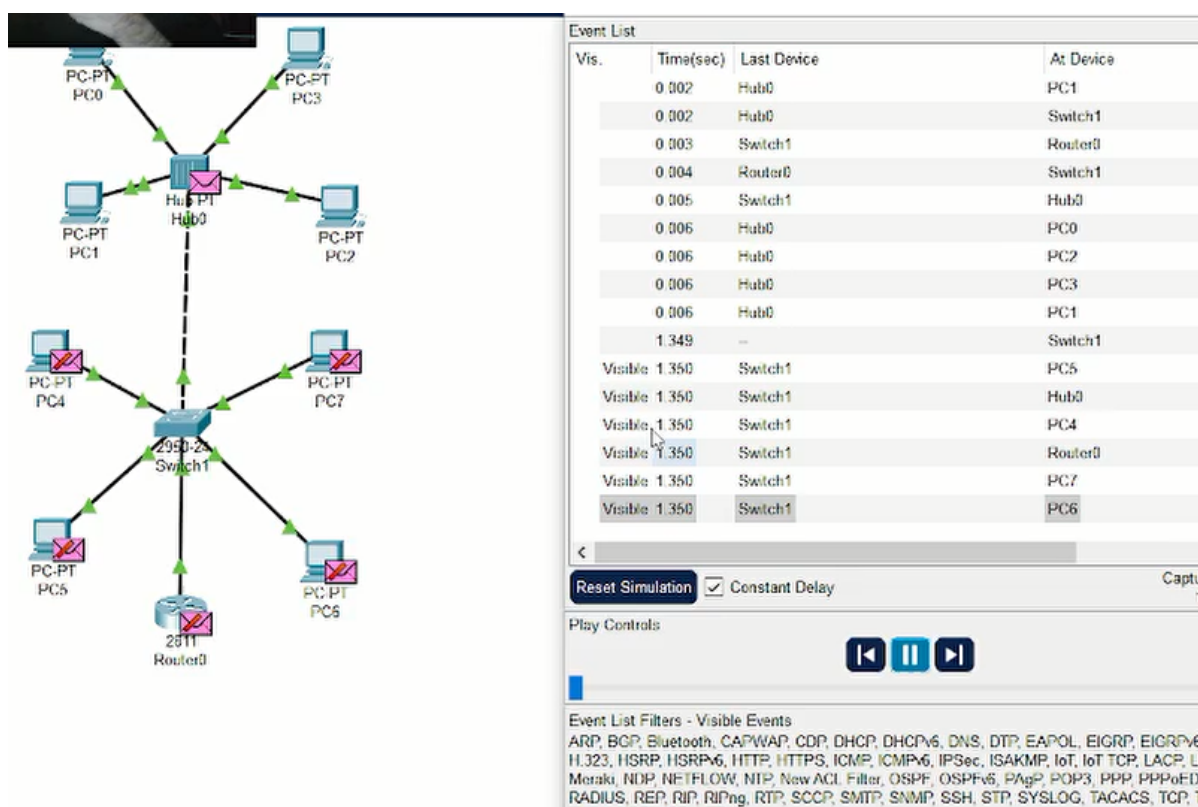 PC-PT
PC0
PC-PT
PC3
Hub-PT
Hub0
PC-PT
PC1
PC-PT
PC2
PC-PT
PC4
PC-PT
PC7
2950-24
Switch1
PC-PT
PC5
PC-PT
PC6
2811
Router0
Event List
Vis. Time(sec) Last Device At Device
0.002 Hub0 PC1
0.002 Hub0 Switch1
0.003 Switch1 Router0
0.004 Router0 Switch1
0.005 Switch1 Hub0
0.006 Hub0 PC0
0.006 Hub0 PC2
0.006 Hub0 PC3
0.006 Hub0 PC1
1.349 -- Switch1
Visible 1.350 Switch1 PC5
Visible 1.350 Switch1 Hub0
Visible 1.350 Switch1 PC4
Visible 1.350 Switch1 Router0
Visible 1.350 Switch1 PC7
Visible 1.350 Switch1 PC6
Reset Simulation Constant Delay Captu
Play Controls
Event List Filters - Visible Events
ARP, BGP, Bluetooth, CAPWAP, CDP, DHCP, DHCPv6, DNS, DTP, EAPOL, EIGRP, EIGRPv6
H.323, HSRP, HSRPv6, HTTP, HTTPS, ICMP, ICMPv6, IPSec, ISAKMP, IoT, IoT TCP, LACP, L
Meraki, NDP, NETFLOW, NTP, New ACL Filter, OSPF, OSPFv6, PAgP, POP3, PPP, PPPoED
RADIUS, REP, RIP, RIPng, RTP, SCCP, SMTP, SNMP, SSH, STP, SYSLOG, TACACS, TCP,